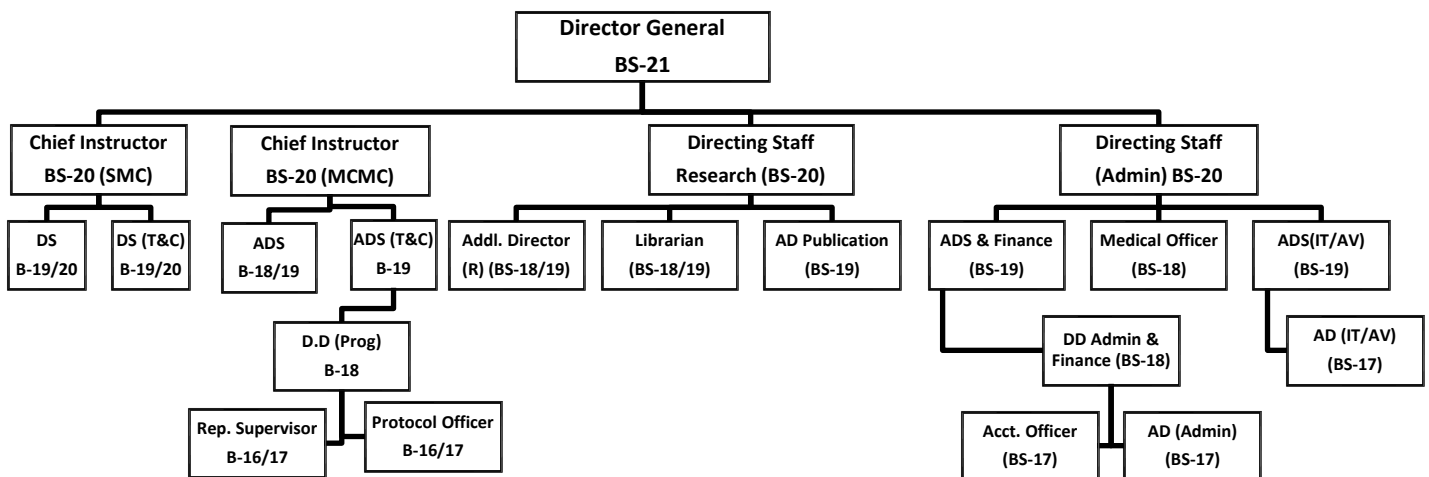 Director General
BS-21
Chief Instructor
BS-20 (SMC)
Chief Instructor
BS-20 (MCMC)
Directing Staff
Research (BS-20)
Directing Staff
(Admin) BS-20
DS
B-19/20
DS (T&C)
B-19/20
ADS
B-18/19
ADS (T&C)
B-19
Addl. Director
(R) (BS-18/19)
Librarian
(BS-18/19)
AD Publication
(BS-19)
ADS & Finance
(BS-19)
Medical Officer
(BS-18)
ADS(IT/AV)
(BS-19)
D.D (Prog)
B-18
DD Admin &
Finance (BS-18)
AD (IT/AV)
(BS-17)
Rep. Supervisor
B-16/17
Protocol Officer
B-16/17
Acct. Officer
(BS-17)
AD (Admin)
(BS-17)